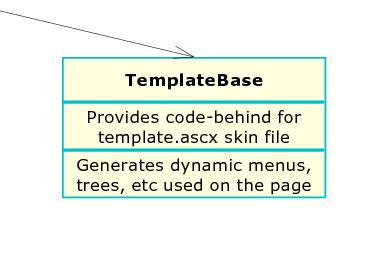 TemplateBase
Provides code-behind for
template.ascx skin file
Generates dynamic menus,
trees, etc used on the page